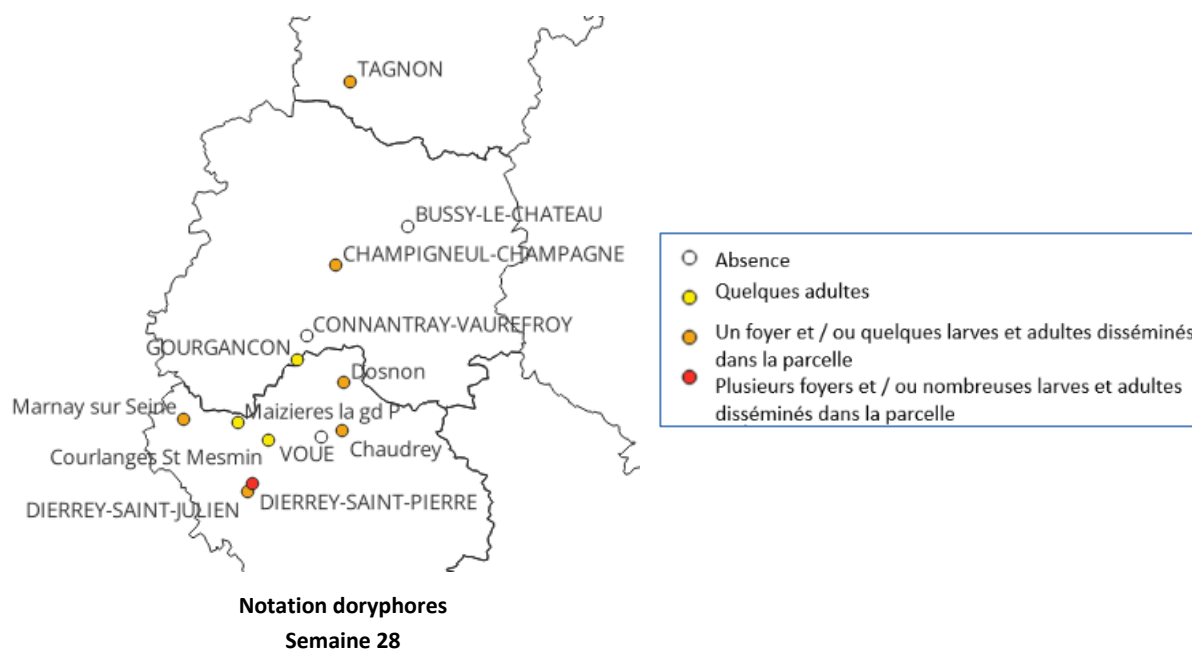 TAGNON
BUSSY-LE-CHATEAU
CHAMPIGNEUL-CHAMPAGNE
CONNANTRAY-VAUREFROY
GOURGANCON
Dosnon
Marnay sur Seine
Maizieres la gd P
Courlanges St Mesmin
VOUE
Chaudrey
DIERREY-SAINT-JULIEN
DIERREY-SAINT-PIERRE
Absence
Quelques adultes
Un foyer et / ou quelques larves et adultes disséminés
dans la parcelle
Plusieurs foyers et / ou nombreuses larves et adultes
disséminés dans la parcelle
Notation doryphores
Semaine 28